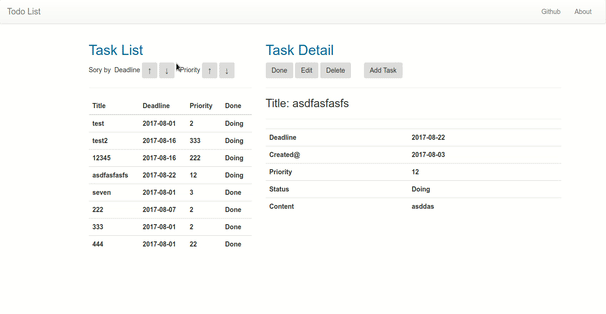 Todo List Github About
Task List
Sory by Deadline ↑ ↓ Priority ↑ ↓
Title Deadline Priority Done
test 2017-08-01 2 Doing
test2 2017-08-16 333 Doing
12345 2017-08-16 222 Doing
asdfasfasfs 2017-08-22 12 Doing
seven 2017-08-01 3 Done
222 2017-08-07 2 Done
333 2017-08-01 2 Done
444 2017-08-01 22 Done
Task Detail
Done Edit Delete Add Task
Title: asdfasfasfs
Deadline 2017-08-22
Created@ 2017-08-03
Priority 12
Status Doing
Content asddas